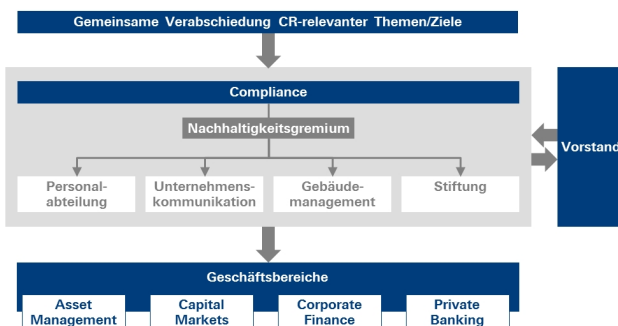 Gemeinsame Verabschiedung CR-relevanter Themen/Ziele
Compliance
Nachhaltigkeitsgremium
Vorstand
Personal-
abteilung
Unternehmens-
kommunikation
Gebäude-
management
Stiftung
Geschäftsbereiche
Asset
Management
Capital
Markets
Corporate
Finance
Private
Banking